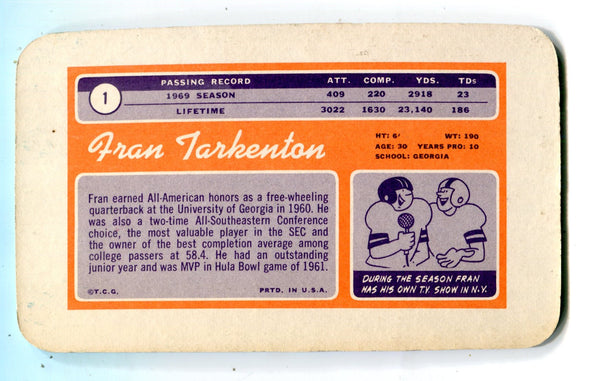 PASSING RECORD ATT. COMP. YDS. TDs
1 1969 SEASON 409 220 2918 23
LIFETIME 3022 1630 23,140 186
Fran Tarkenton
HT: 6' WT: 190
AGE: 30 YEARS PRO: 10
SCHOOL: GEORGIA
Fran earned All-American honors as a free-wheeling
quarterback at the University of Georgia in 1960. He
was also a two-time All-Southeastern Conference
choice, the most valuable player in the SEC and
the owner of the best completion average among
college passers at 58.4. He had an outstanding
junior year and was MVP in Hula Bowl game of 1961.
©T.C.G. PRTD. IN U.S.A.
DURING THE SEASON FRAN
HAS HIS OWN T.V. SHOW IN N.Y.